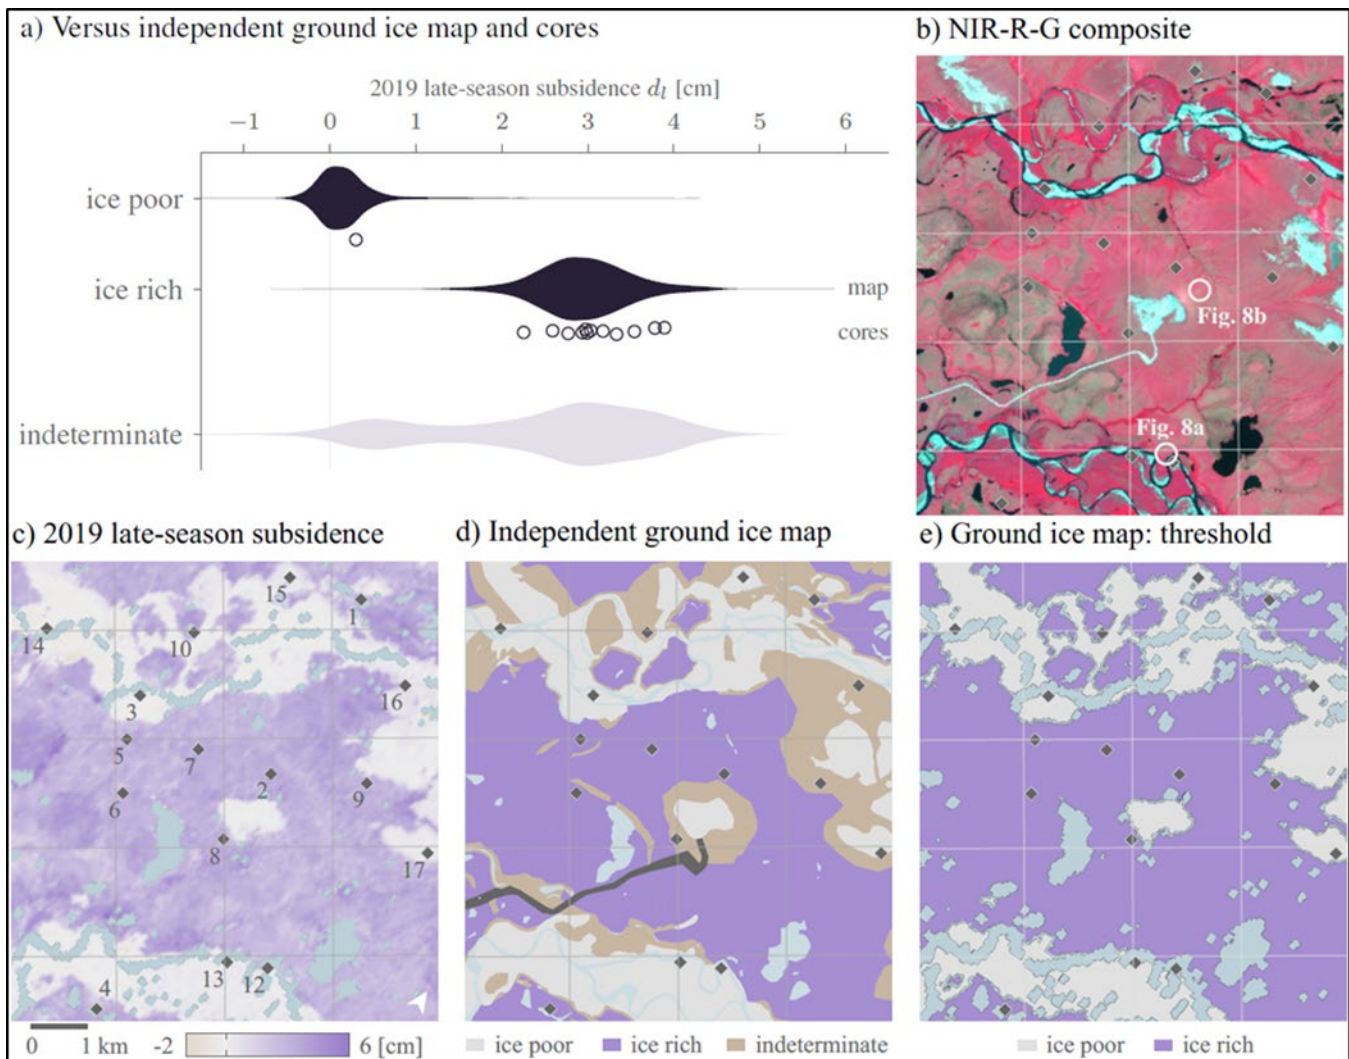 a) Versus independent ground ice map and cores
2019 late-season subsidence dl [cm]
−1 0 1 2 3 4 5 6
ice poor
ice rich
map
cores
indeterminate
b) NIR-R-G composite
Fig. 8b
Fig. 8a
c) 2019 late-season subsidence
15
1
14
10
16
3
5
7
2
9
6
8
17
13
12
4
0 1 km
-2 6 [cm]
d) Independent ground ice map
ice poor ice rich indeterminate
e) Ground ice map: threshold
ice poor ice rich